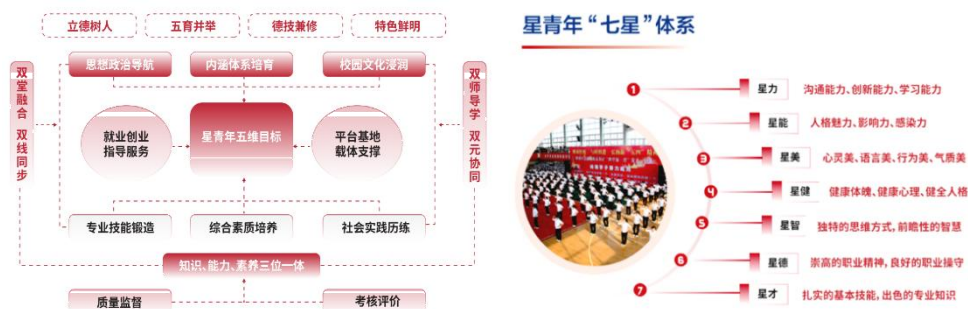 立德树人
五育并举
德技兼修
特色鲜明
思想政治导航
内涵体系培育
校园文化浸润
双堂融合 双线同步
就业创业
指导服务
星青年五维目标
平台基地
载体支撑
双师导学 双元协同
专业技能锻造
综合素质培养
社会实践历练
知识、能力、素养三位一体
质量监督
考核评价
星青年“七星”体系
1 星力 沟通能力、创新能力、学习能力
2 星能 人格魅力、影响力、感染力
3 星美 心灵美、语言美、行为美、气质美
4 星健 健康体魄、健康心理、健全人格
5 星智 独特的思维方式，前瞻性的智慧
6 星德 崇高的职业精神，良好的职业操守
7 星才 扎实的基本技能，出色的专业知识